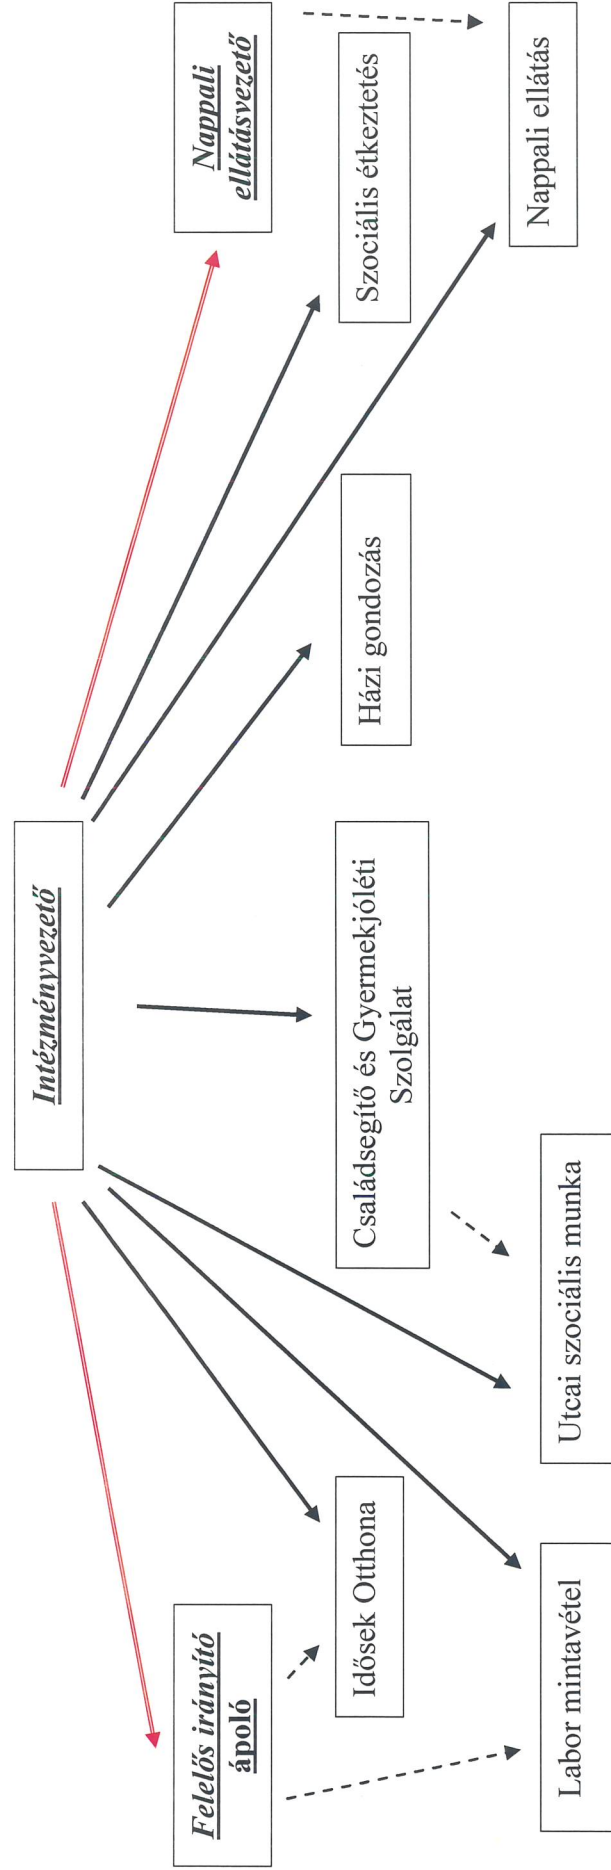 Intézményvezető
Felelős irányító
ápoló
Nappali
ellátásvezető
Idősek Otthona
Családsegítő és Gyermekjóléti
Szolgálat
Házi gondozás
Szociális étkeztetés
Labor mintavétel
Utcai szociális munka
Nappali ellátás